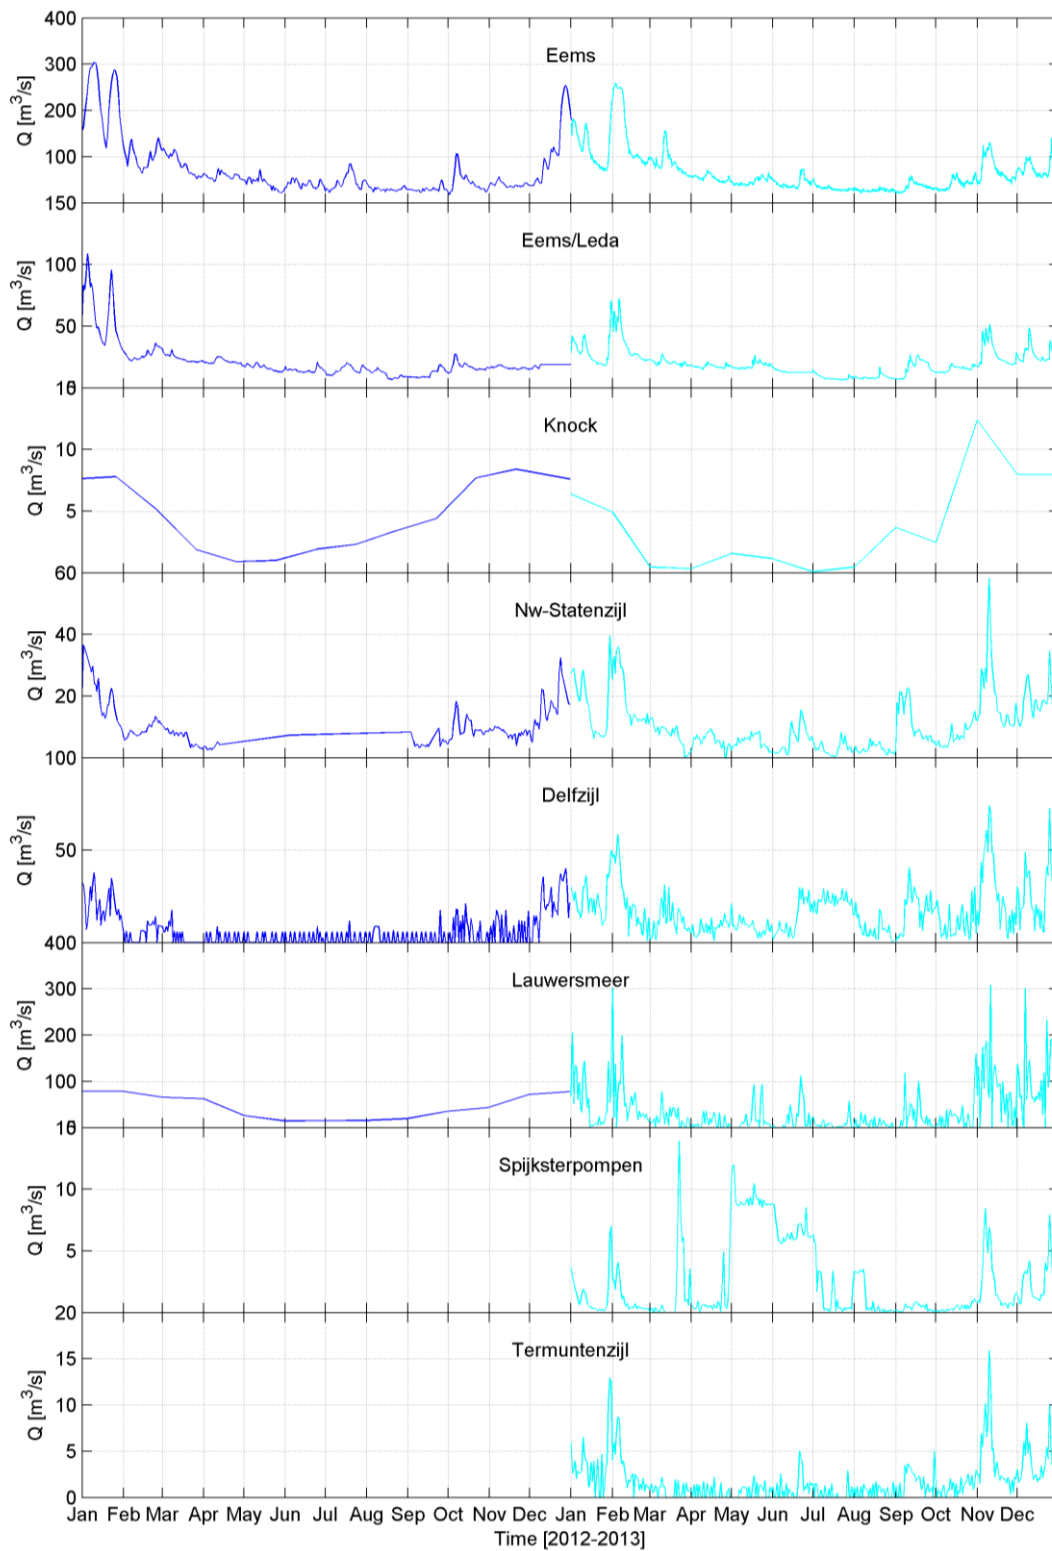 400
300
200
100
Q [m³/s]
Eems
150
100
50
Q [m³/s]
Eems/Leda
15
10
5
Q [m³/s]
Knock
60
40
20
Q [m³/s]
Nw-Statenzijl
100
50
Q [m³/s]
Delfzijl
400
300
200
100
Q [m³/s]
Lauwersmeer
10
5
Q [m³/s]
Spijksterpompen
20
15
10
5
0
Q [m³/s]
Termuntenzijl
Jan Feb Mar Apr May Jun Jul Aug Sep Oct Nov Dec Jan Feb Mar Apr May Jun Jul Aug Sep Oct Nov Dec
Time [2012-2013]